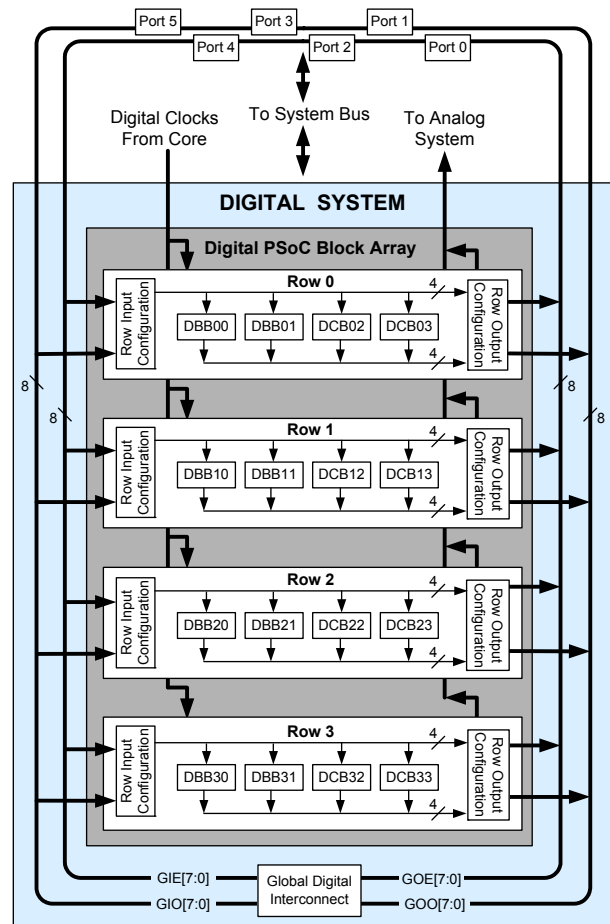 Port 5
Port 3
Port 1
Port 4
Port 2
Port 0
Digital Clocks
From Core
To System Bus
To Analog
System
DIGITAL SYSTEM
Digital PSoC Block Array
Row 0
Row Input
Configuration
DBB00
DBB01
DCB02
DCB03
4
4
Row Output
Configuration
8
8
8
8
Row 1
Row Input
Configuration
DBB10
DBB11
DCB12
DCB13
4
4
Row Output
Configuration
Row 2
Row Input
Configuration
DBB20
DBB21
DCB22
DCB23
4
4
Row Output
Configuration
Row 3
Row Input
Configuration
DBB30
DBB31
DCB32
DCB33
4
4
Row Output
Configuration
GIE[7:0]
GIO[7:0]
Global Digital
Interconnect
GOE[7:0]
GOO[7:0]